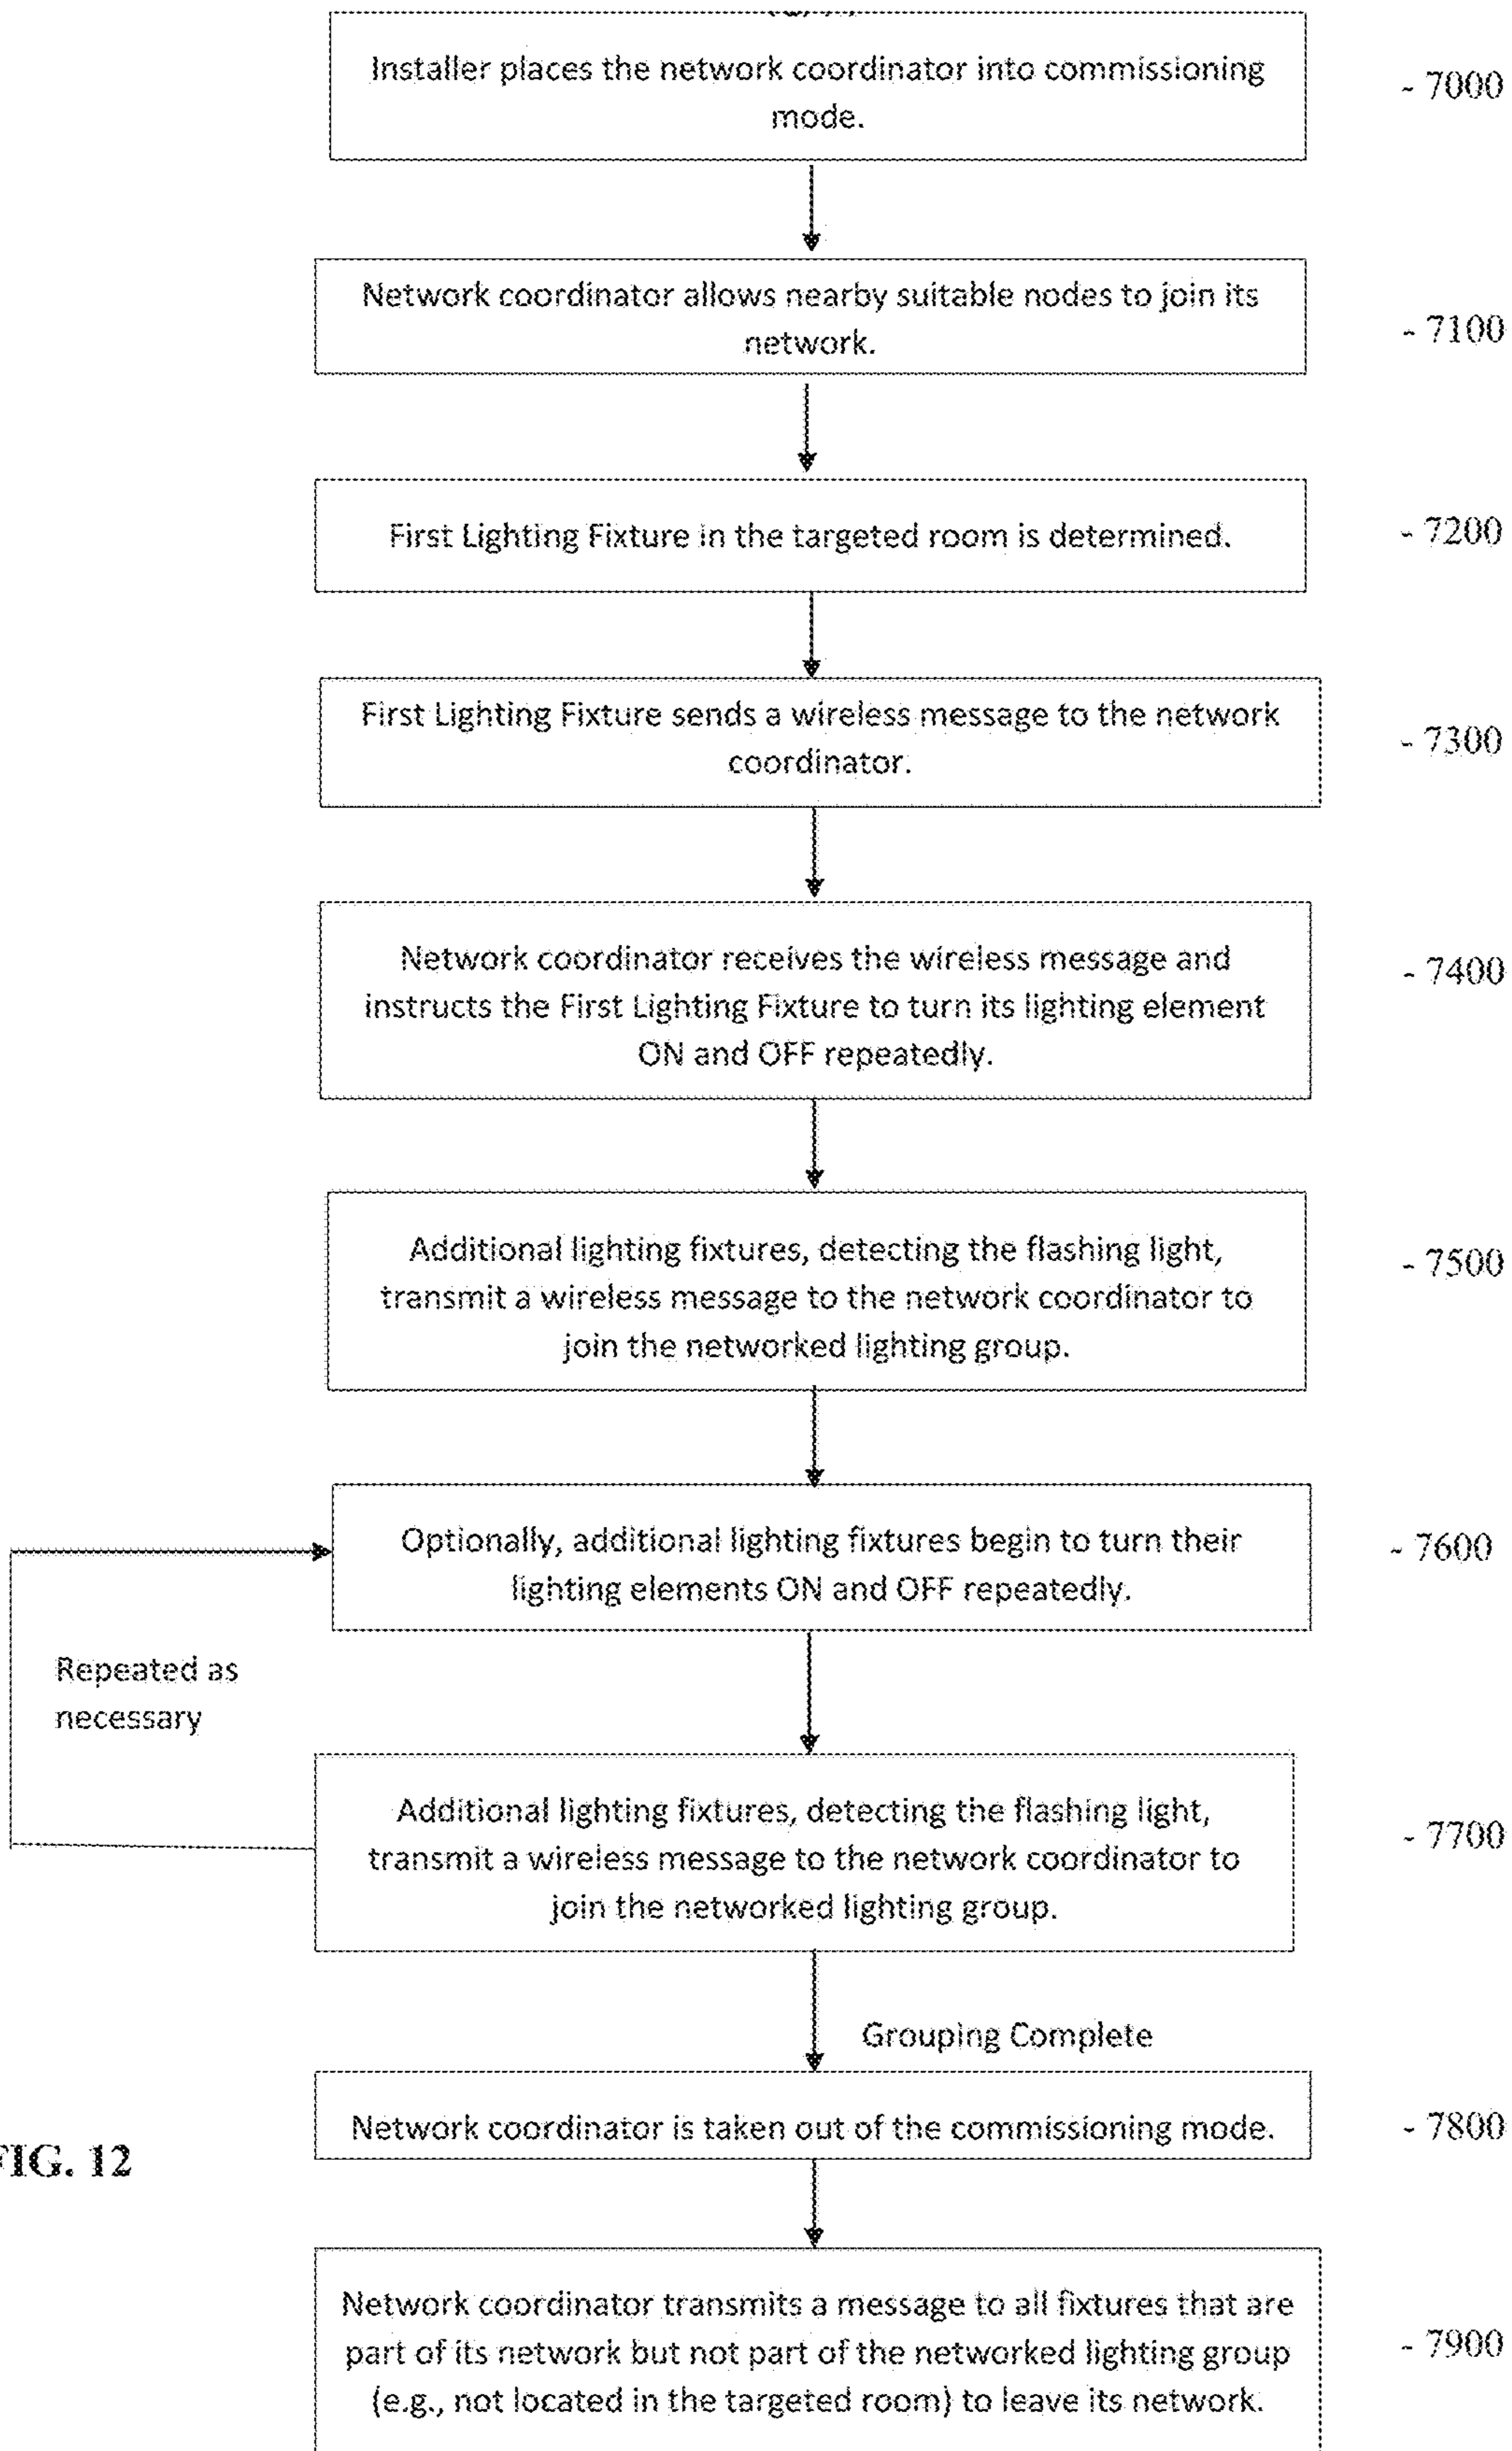 Installer places the network coordinator into commissioning
mode.
- 7000
Network coordinator allows nearby suitable nodes to join its
network.
- 7100
First Lighting Fixture in the targeted room is determined.
- 7200
First Lighting Fixture sends a wireless message to the network
coordinator.
- 7300
Network coordinator receives the wireless message and
instructs the First Lighting Fixture to turn its lighting element
ON and OFF repeatedly.
- 7400
Additional lighting fixtures, detecting the flashing light,
transmit a wireless message to the network coordinator to
join the networked lighting group.
- 7500
Optionally, additional lighting fixtures begin to turn their
lighting elements ON and OFF repeatedly.
- 7600
Repeated as
necessary
Additional lighting fixtures, detecting the flashing light,
transmit a wireless message to the network coordinator to
join the networked lighting group.
- 7700
Grouping Complete
Network coordinator is taken out of the commissioning mode.
- 7800
FIG. 12
Network coordinator transmits a message to all fixtures that are
part of its network but not part of the networked lighting group
(e.g., not located in the targeted room) to leave its network.
- 7900